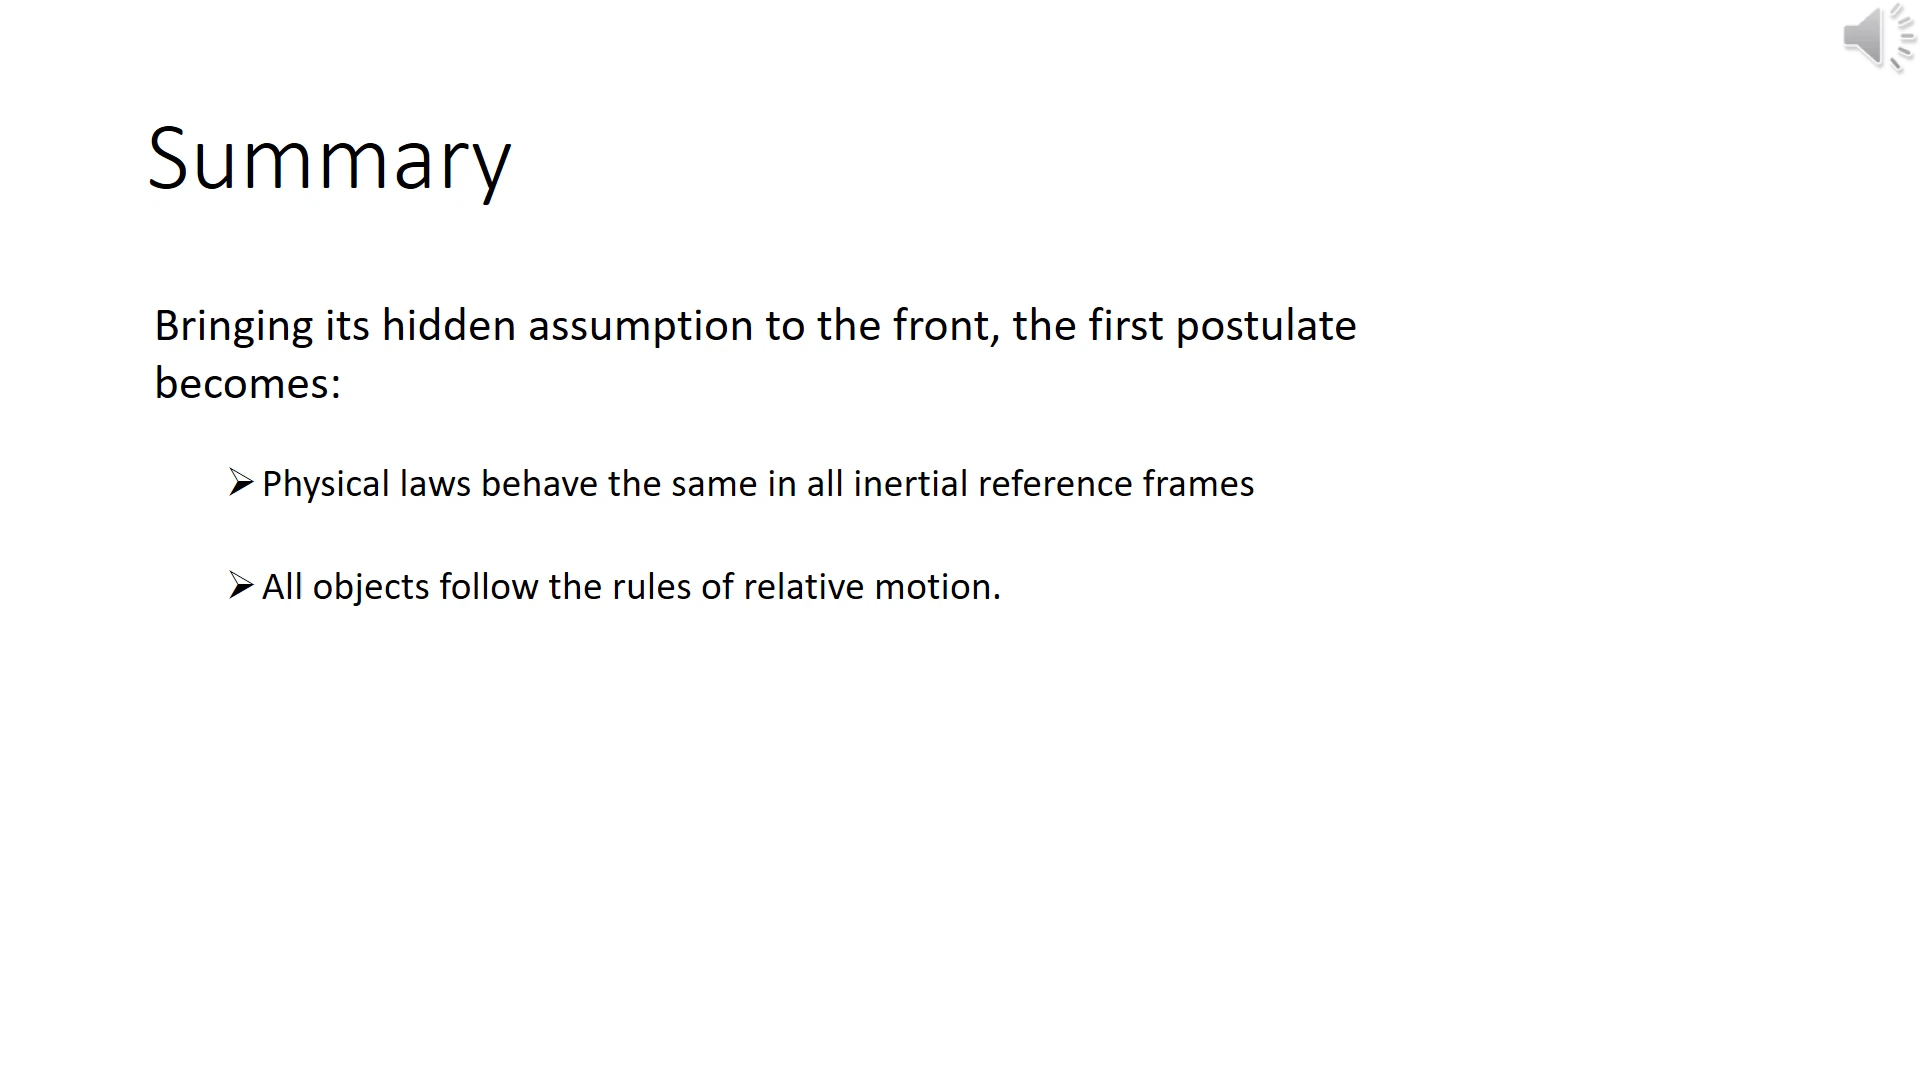 Summary
Bringing its hidden assumption to the front, the first postulate
becomes:
➢ Physical laws behave the same in all inertial reference frames
➢ All objects follow the rules of relative motion.